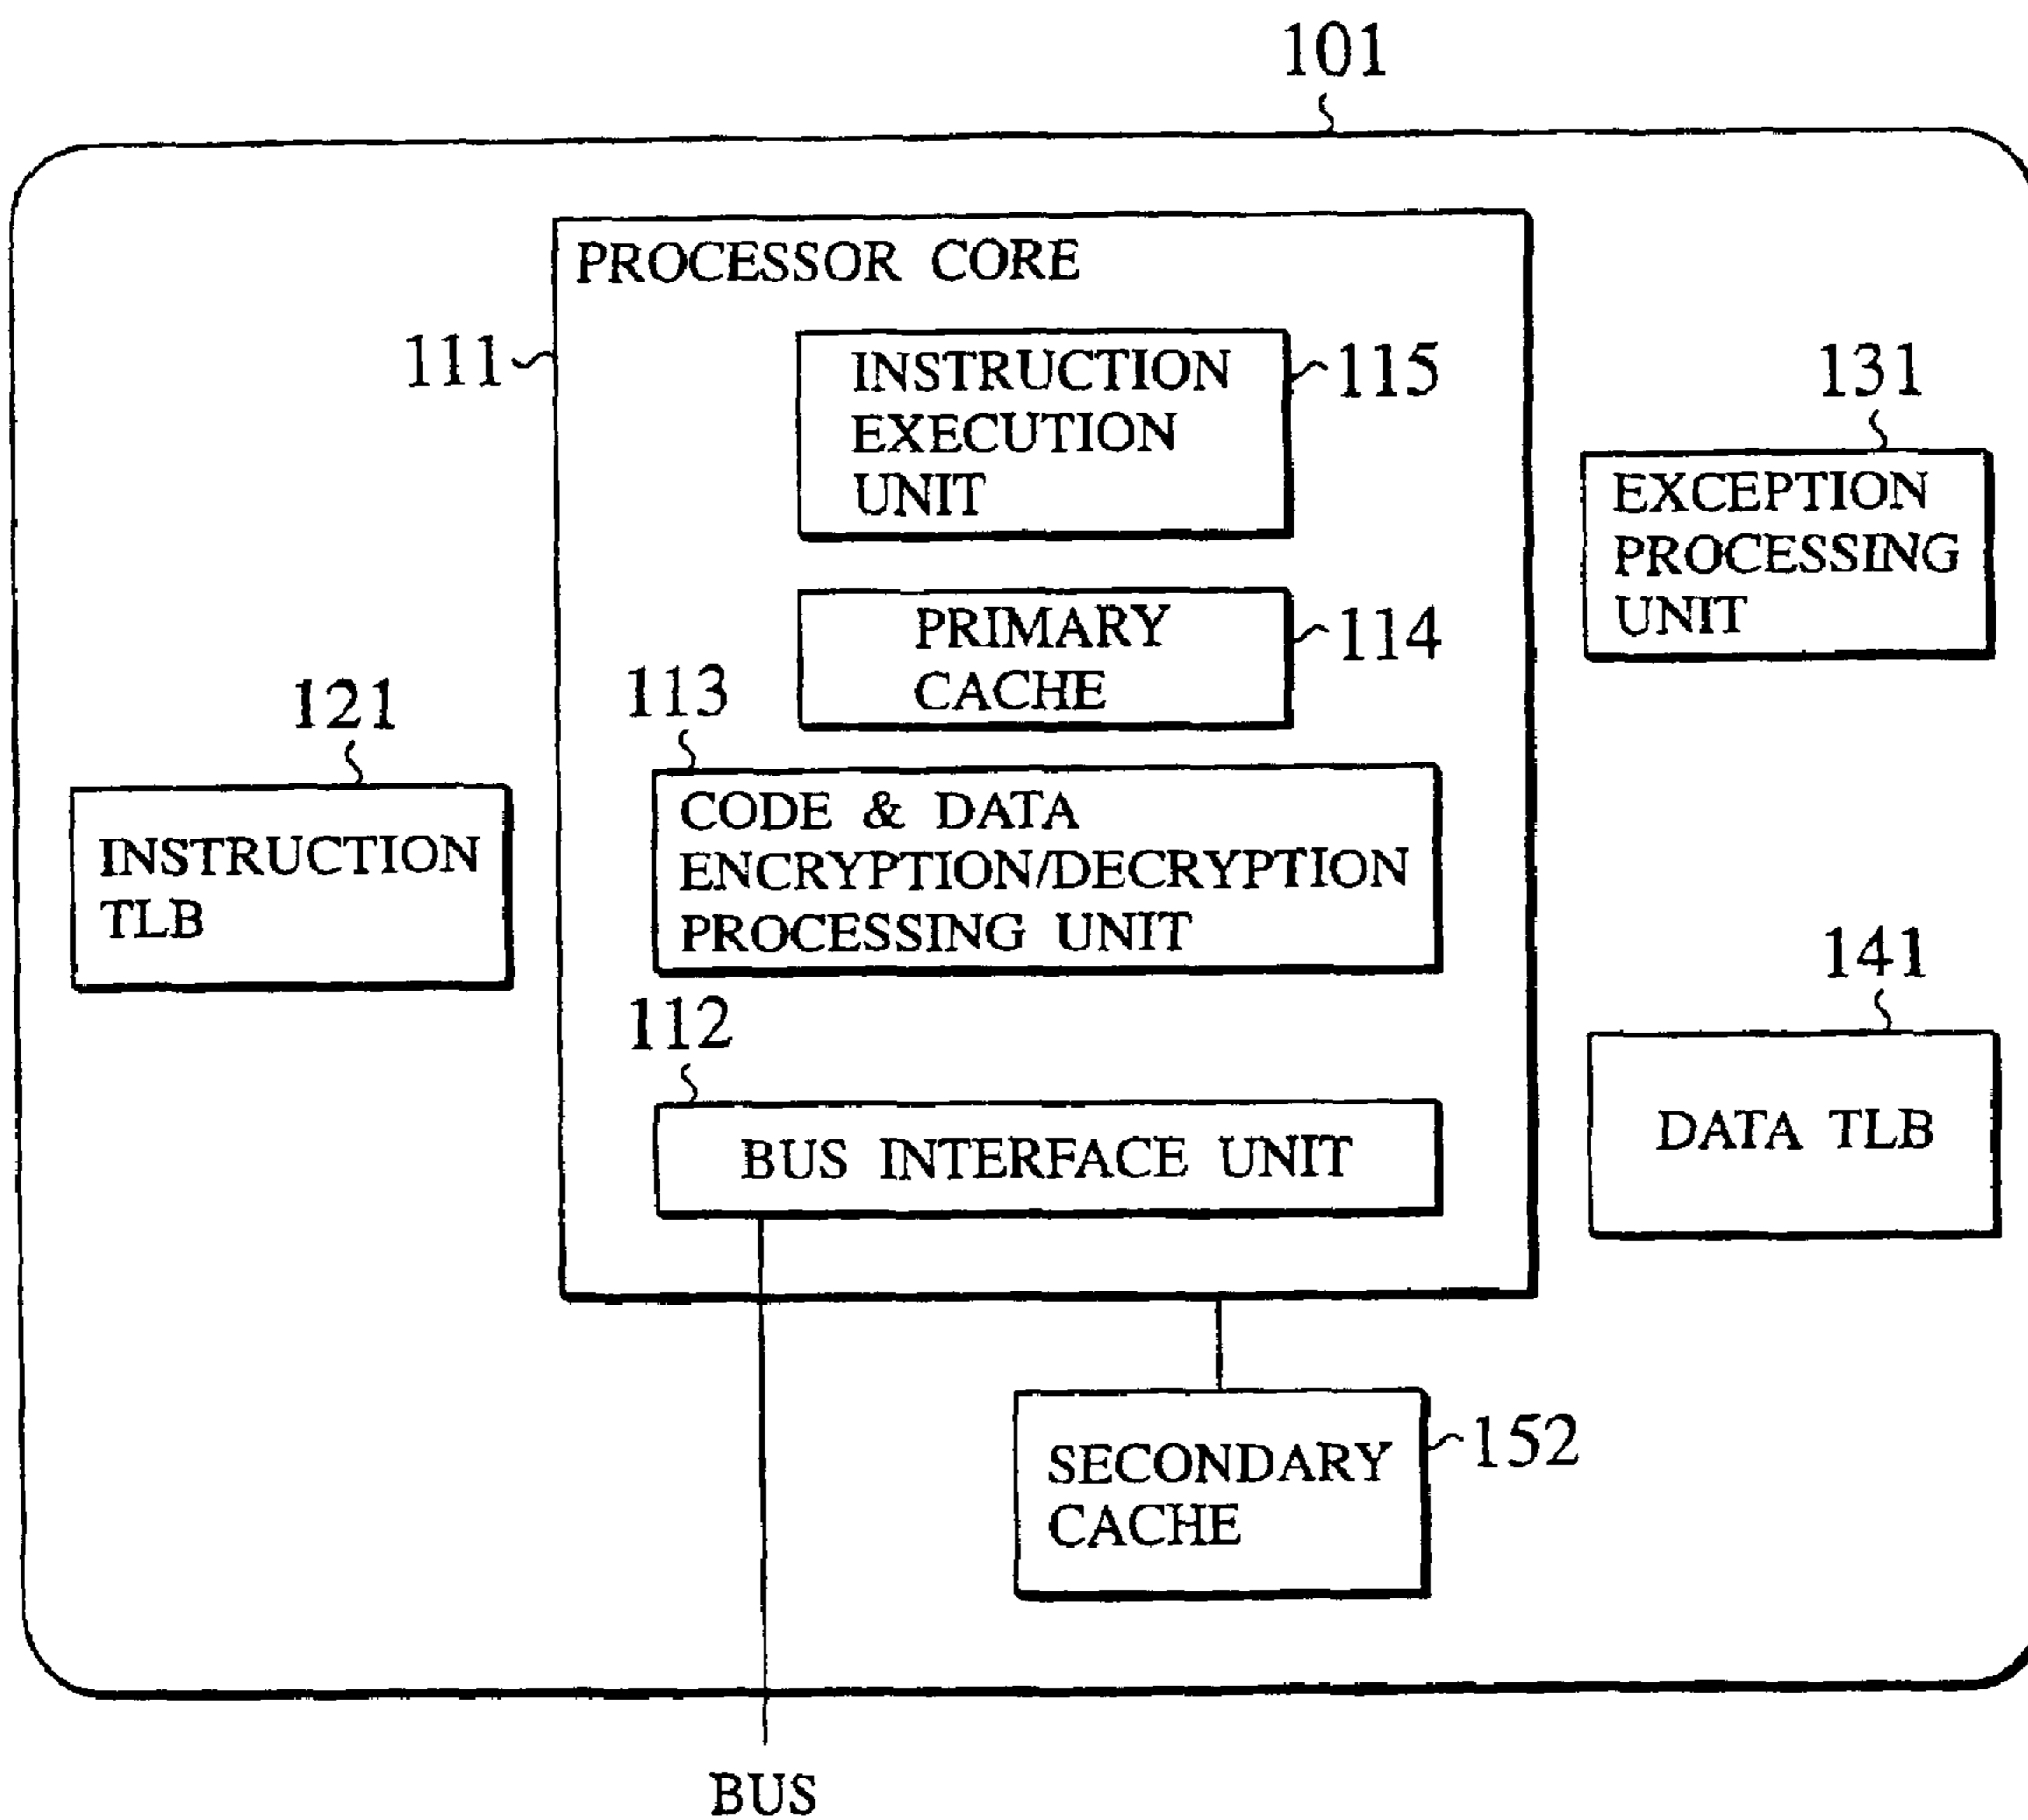 101
PROCESSOR CORE
111
INSTRUCTION
EXECUTION
UNIT
115
131
EXCEPTION
PROCESSING
UNIT
PRIMARY
CACHE
114
113
121
INSTRUCTION
TLB
CODE & DATA
ENCRYPTION/DECRYPTION
PROCESSING UNIT
141
DATA TLB
112
BUS INTERFACE UNIT
SECONDARY
CACHE
152
BUS